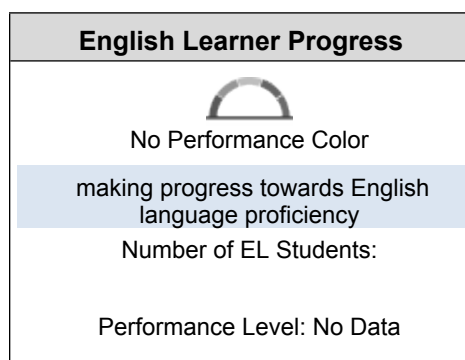 English Learner Progress
No Performance Color
making progress towards English
language proficiency
Number of EL Students:
Performance Level: No Data